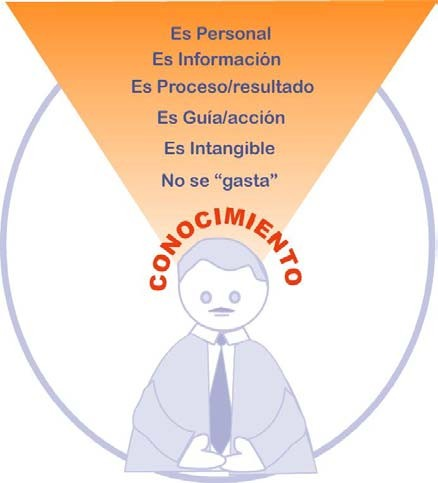 Es Personal
Es Información
Es Proceso/resultado
Es Guía/acción
Es Intangible
No se “gasta”
CONOCIMIENTO